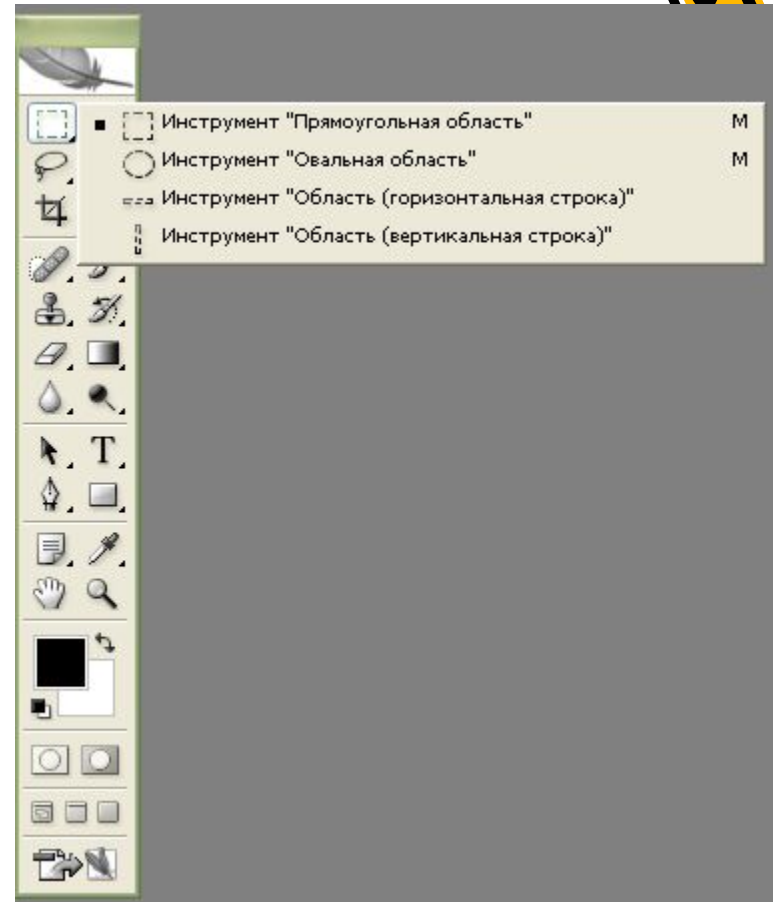 Инструмент "Прямоугольная область" M
Инструмент "Овальная область" M
Инструмент "Область (горизонтальная строка)"
Инструмент "Область (вертикальная строка)"
T